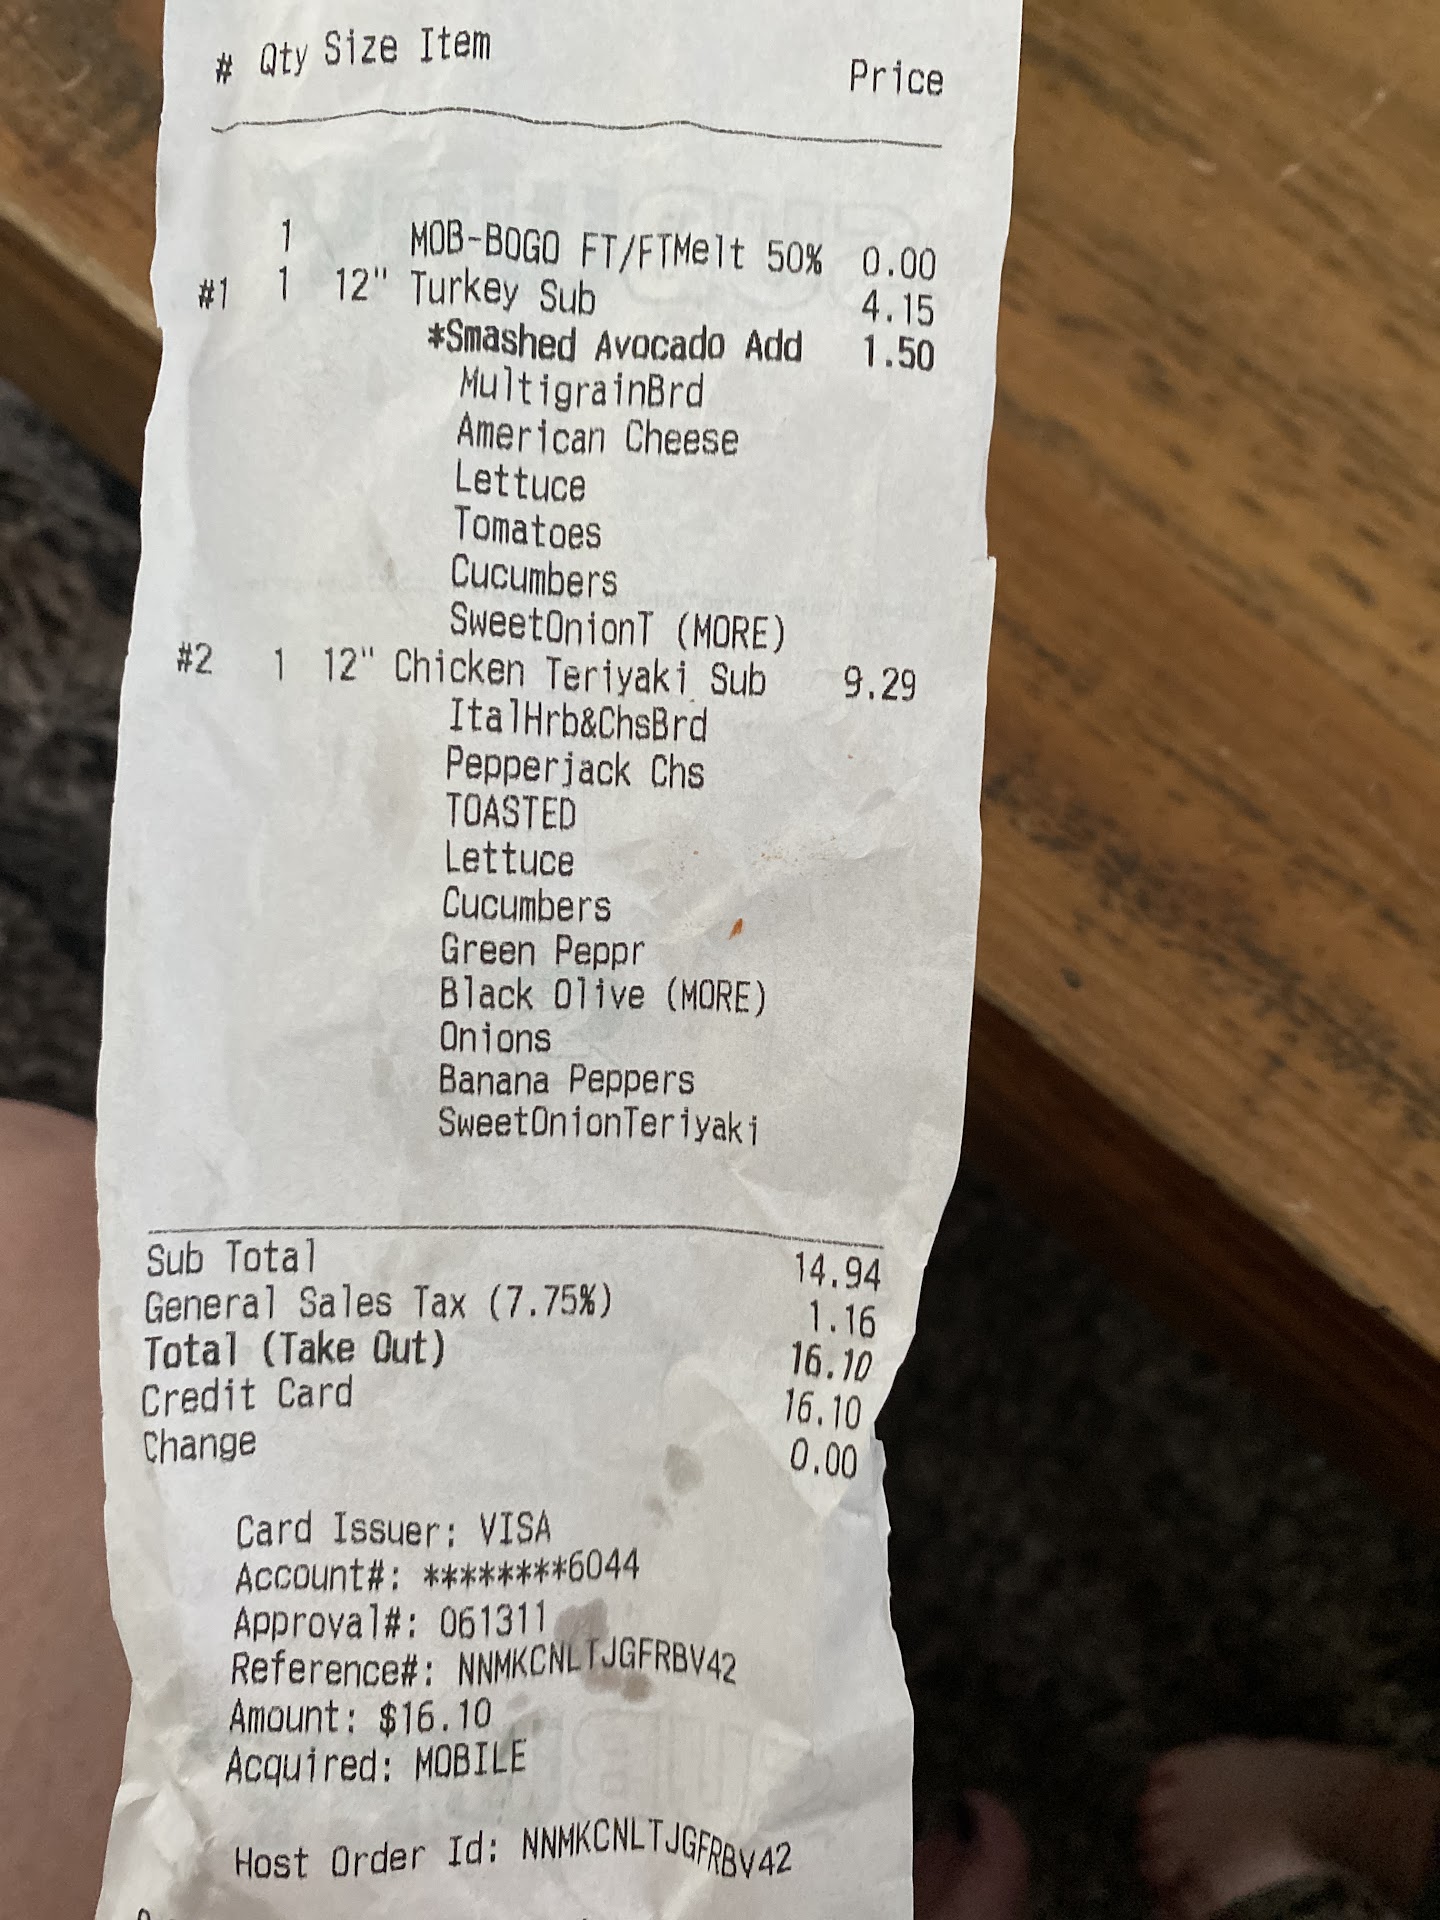 # Qty Size Item Price
1 MOB-BOGO FT/FTMelt 50% 0.00
#1 1 12" Turkey Sub 4.15
*Smashed Avocado Add 1.50
MultigrainBrd
American Cheese
Lettuce
Tomatoes
Cucumbers
SweetOnionT (MORE)
#2 1 12" Chicken Teriyaki Sub 9.29
ItalHrb&ChsBrd
Pepperjack Chs
TOASTED
Lettuce
Cucumbers
Green Peppr
Black Olive (MORE)
Onions
Banana Peppers
SweetOnionTeriyaki
Sub Total 14.94
General Sales Tax (7.75%) 1.16
Total (Take Out) 16.10
Credit Card 16.10
Change 0.00
Card Issuer: VISA
Account#: ********6044
Approval#: 061311
Reference#: NNMKCNLTJGFRBV42
Amount: $16.10
Acquired: MOBILE
Host Order Id: NNMKCNLTJGFRBV42